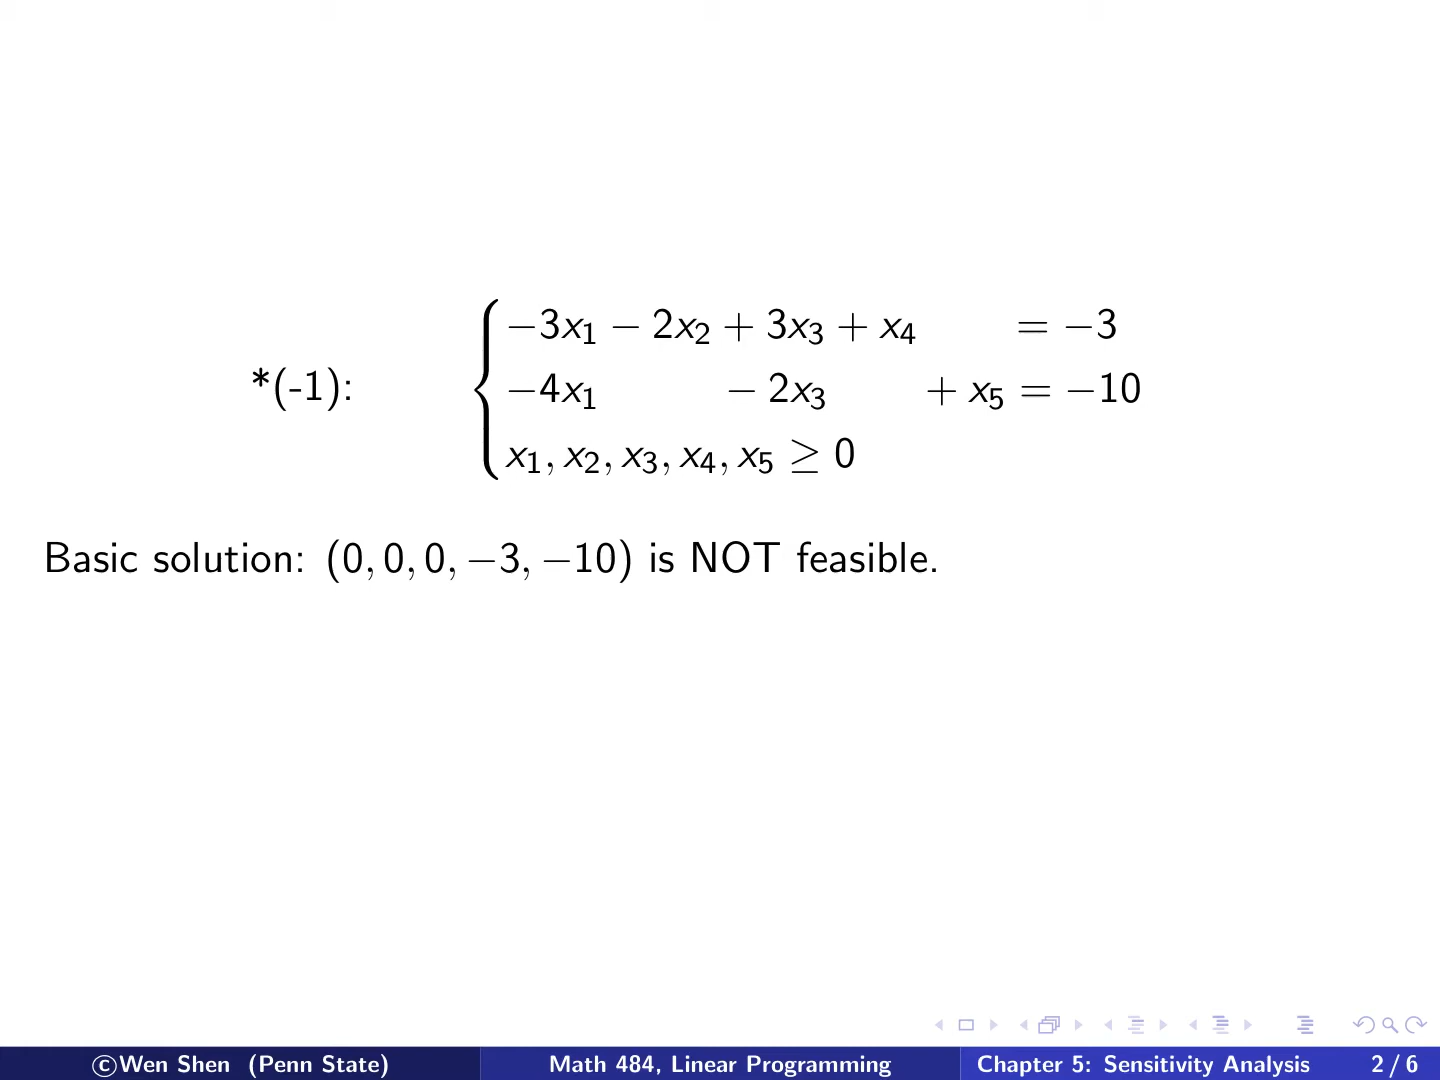 −3x₁ − 2x₂ + 3x₃ + x₄ = −3
*(-1): −4x₁ − 2x₃ + x₅ = −10
x₁, x₂, x₃, x₄, x₅ ≥ 0
Basic solution: (0, 0, 0, −3, −10) is NOT feasible.
©Wen Shen (Penn State) Math 484, Linear Programming Chapter 5: Sensitivity Analysis 2 / 6